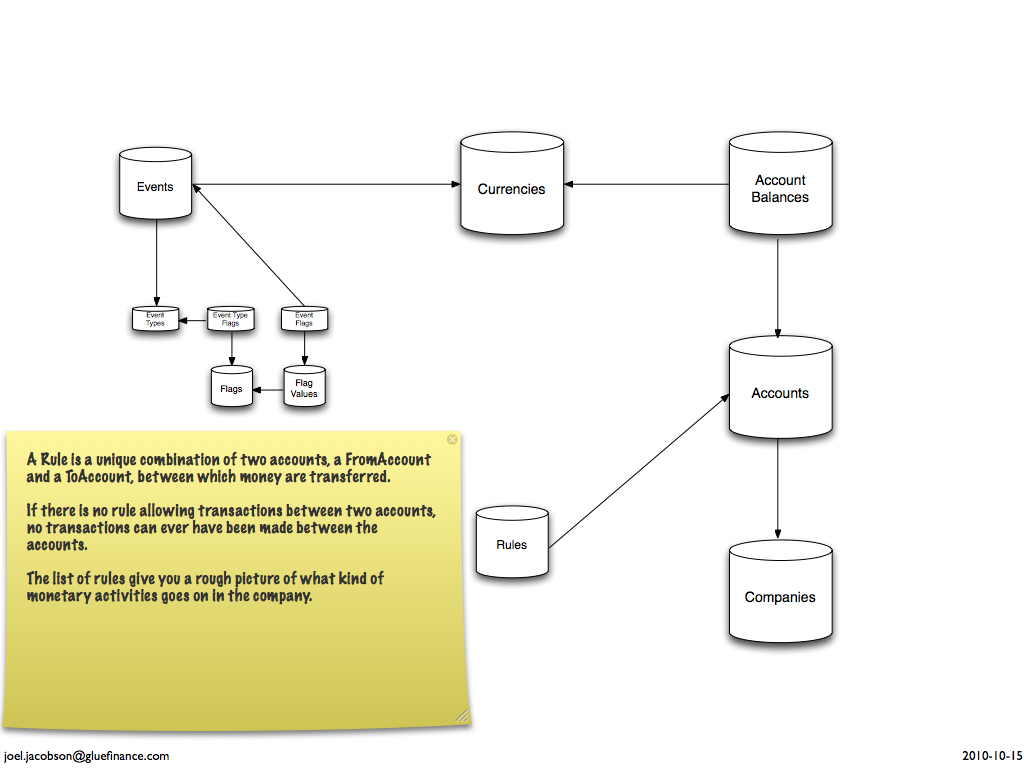 Events
Currencies
Account
Balances
Event
Types
Event Type
Flags
Event
Flags
Flags
Flag
Values
Accounts
A Rule is a unique combination of two accounts, a FromAccount
and a ToAccount, between which money are transferred.
If there is no rule allowing transactions between two accounts,
no transactions can ever have been made between the
accounts.
The list of rules give you a rough picture of what kind of
monetary activities goes on in the company.
Rules
Companies
joel.jacobson@gluefinance.com
2010-10-15